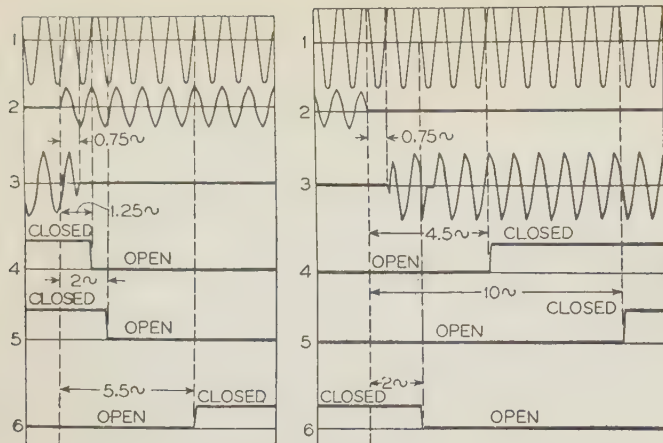 1
2
0.75~
3
1.25~
CLOSED
4 OPEN
2~
CLOSED
5 OPEN
5.5~
CLOSED
6 OPEN
1
2
0.75~
3
4.5~
CLOSED
4 OPEN
10~
CLOSED
5 OPEN
2~
CLOSED
6 OPEN